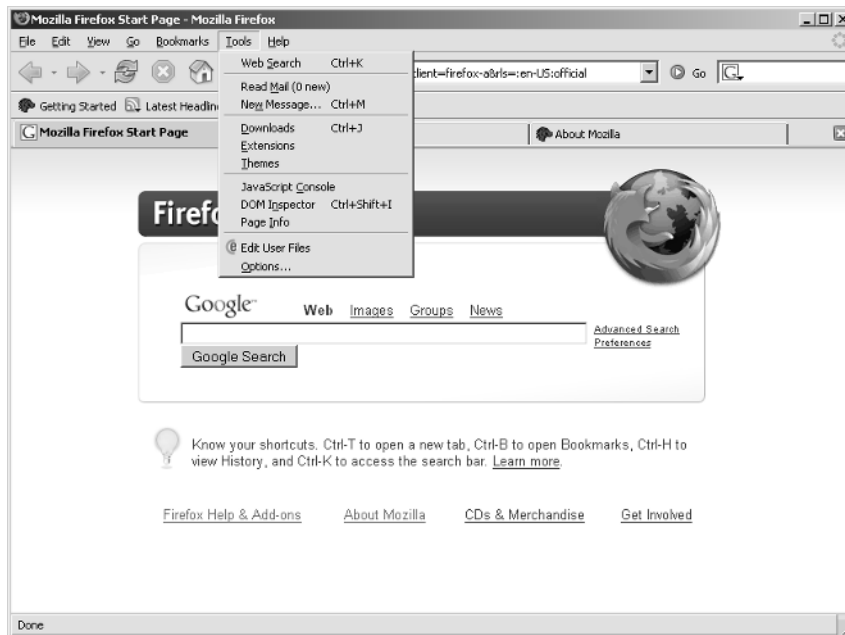 Mozilla Firefox Start Page - Mozilla Firefox
File Edit View Go Bookmarks Tools Help
Web Search Ctrl+K
Read Mail (0 new)
New Message... Ctrl+M
Downloads Ctrl+J
Extensions
Themes
JavaScript Console
DOM Inspector Ctrl+Shift+I
Page Info
Edit User Files
Options...
client=firefox-a&rls=:en-US:official Go G
Getting Started Latest Headlin
G Mozilla Firefox Start Page About Mozilla
Firefo
Google™ Web Images Groups News
Advanced Search
Preferences
Google Search
Know your shortcuts. Ctrl-T to open a new tab, Ctrl-B to open Bookmarks, Ctrl-H to
view History, and Ctrl-K to access the search bar. Learn more.
Firefox Help & Add-ons About Mozilla CDs & Merchandise Get Involved
Done